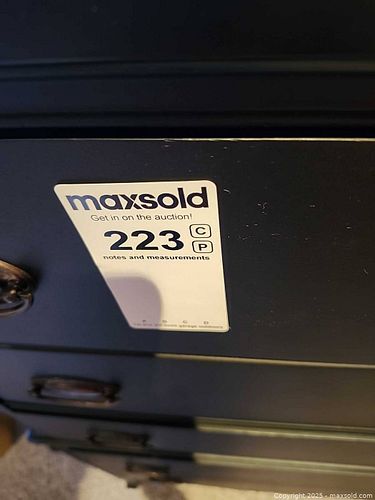 maxsold
Get in on the auction!
223 C
P
notes and measurements
Copyright 2025 - maxsold.com